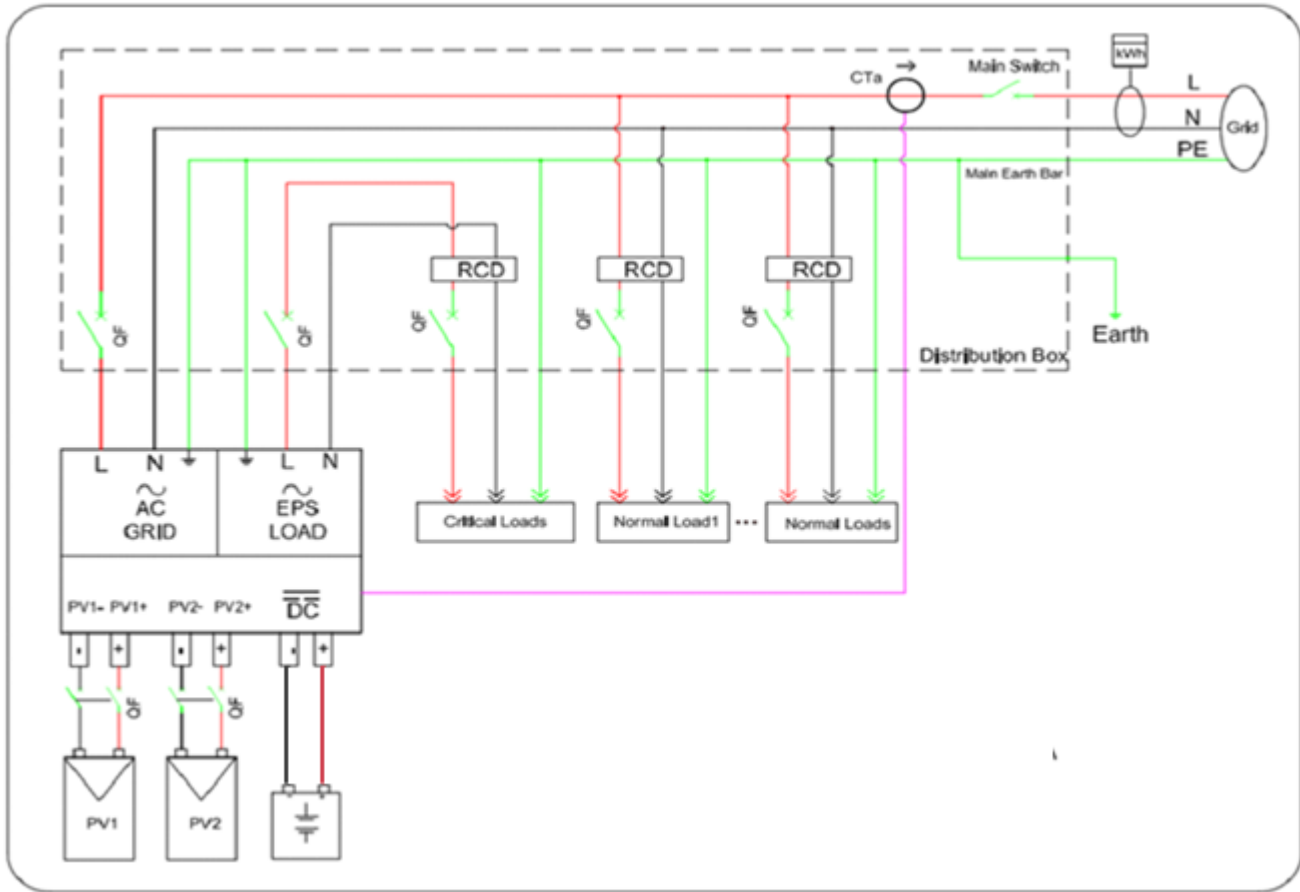 kWh
CTa
Main Switch
L
N
Grid
PE
Main Earth Bar
RCD
RCD
RCD
QF
QF
QF
QF
QF
Earth
Distribution Box
L
N
L
N
AC
GRID
EPS
LOAD
Critical Loads
Normal Load1
...
Normal Loads
PV1-
PV1+
PV2-
PV2+
DC
-
+
-
+
-
+
QF
QF
-
+
PV1
PV2